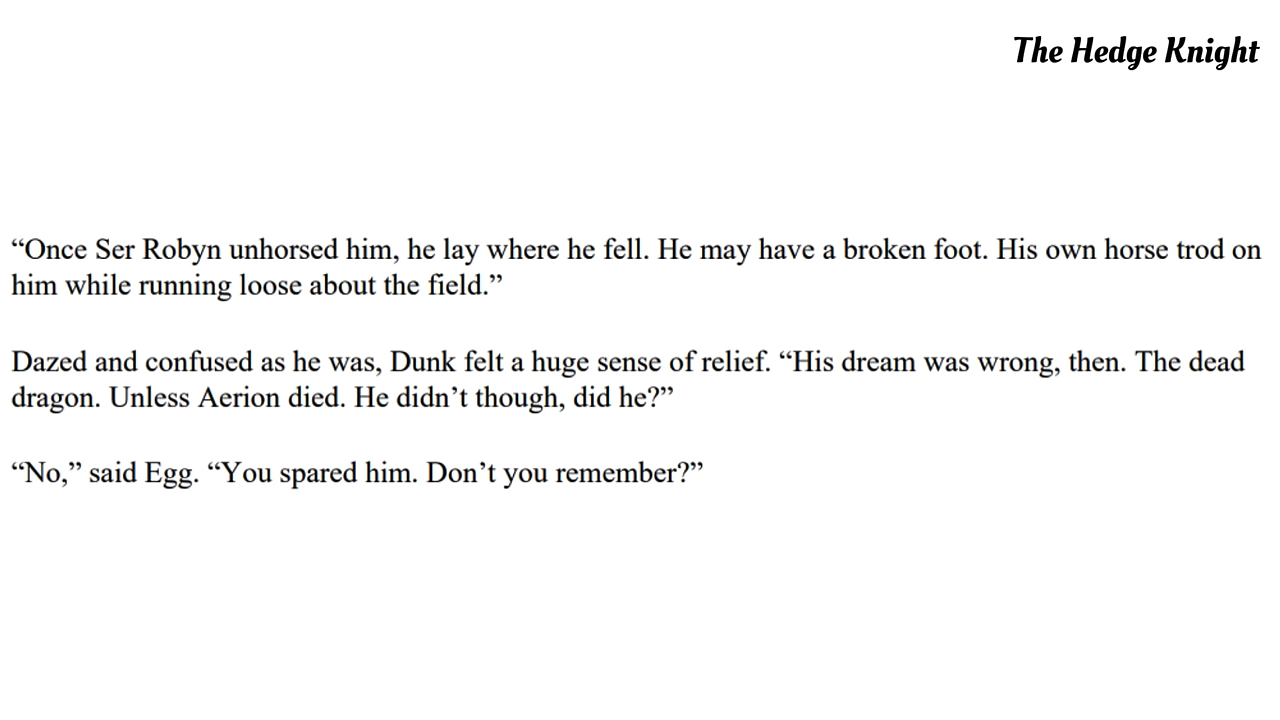 The Hedge Knight
“Once Ser Robyn unhorsed him, he lay where he fell. He may have a broken foot. His own horse trod on
him while running loose about the field.”
Dazed and confused as he was, Dunk felt a huge sense of relief. “His dream was wrong, then. The dead
dragon. Unless Aerion died. He didn’t though, did he?”
“No,” said Egg. “You spared him. Don’t you remember?”